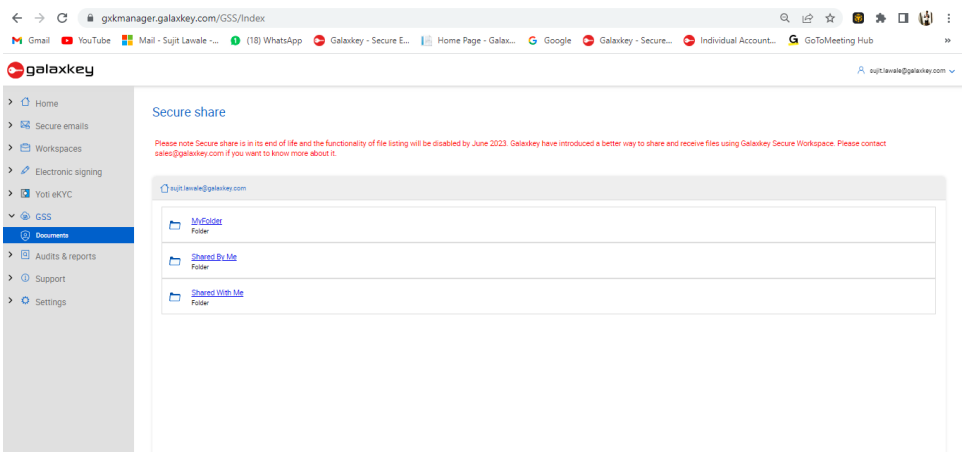 gxkmanager.galaxkey.com/GSS/Index
Gmail YouTube Mail - Sujit Lawale -... (18) WhatsApp Galaxkey - Secure E... Home Page - Galax... Google Galaxkey - Secure... Individual Account... GoToMeeting Hub »
galaxkey
sujit.lawale@galaxkey.com
Home
Secure emails
Workspaces
Electronic signing
Yoti eKYC
GSS
Documents
Audits & reports
Support
Settings
Secure share
Please note Secure share is in its end of life and the functionality of file listing will be disabled by June 2023. Galaxkey have introduced a better way to share and receive files using Galaxkey Secure Workspace. Please contact
sales@galaxkey.com if you want to know more about it.
sujit.lawale@galaxkey.com
MyFolder
Folder
Shared By Me
Folder
Shared With Me
Folder